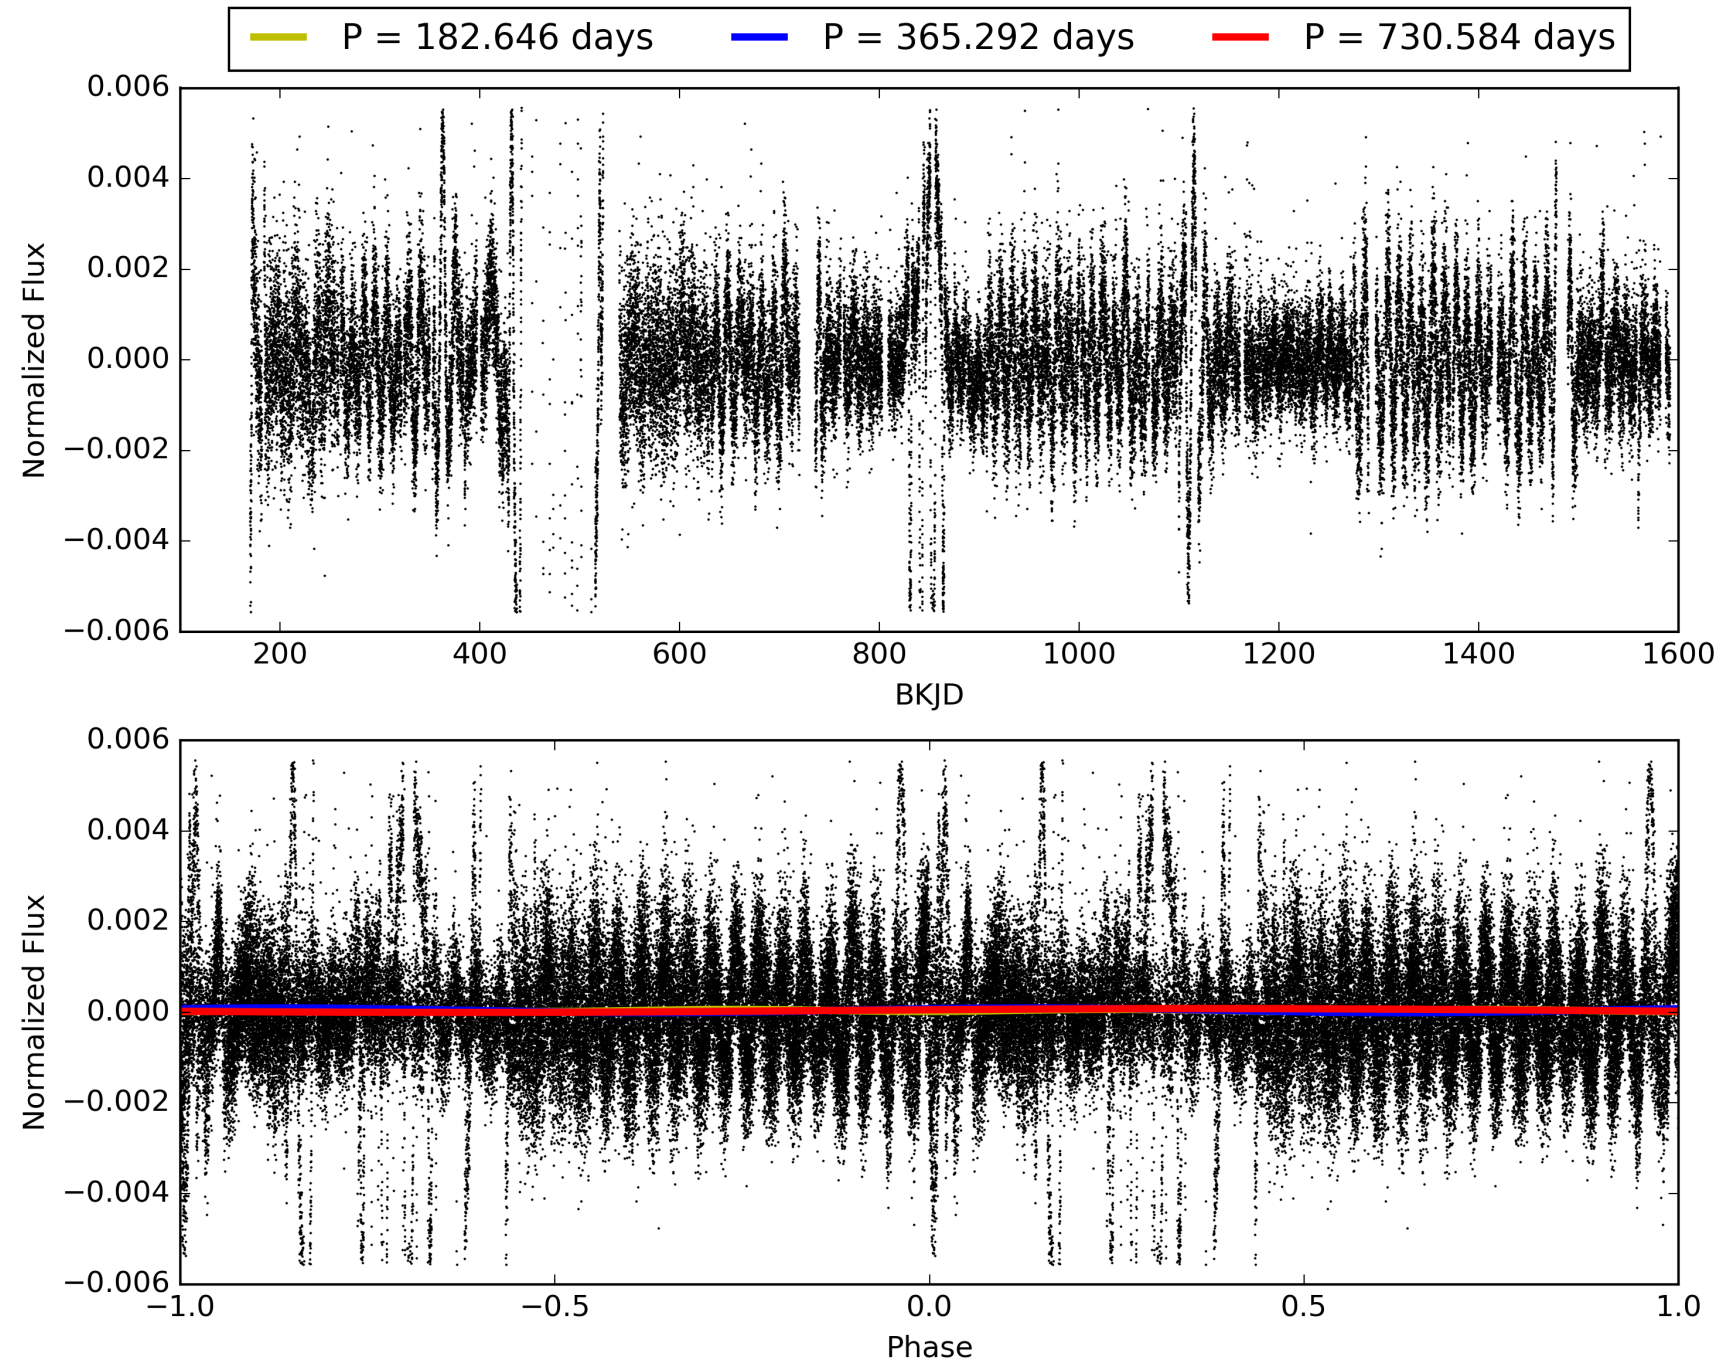 P = 182.646 days P = 365.292 days P = 730.584 days
0.006
0.004
0.002
0.000
−0.002
−0.004
−0.006
Normalized Flux
200 400 600 800 1000 1200 1400 1600
BKJD
0.006
0.004
0.002
0.000
−0.002
−0.004
−0.006
Normalized Flux
−1.0 −0.5 0.0 0.5 1.0
Phase